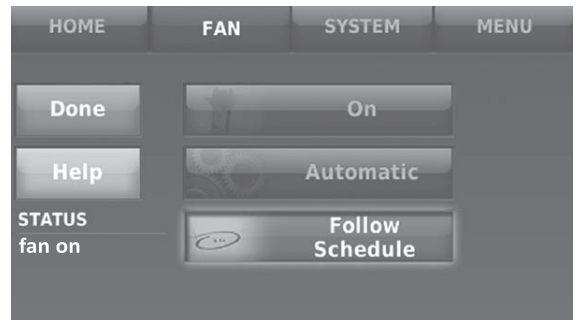 HOME FAN SYSTEM MENU
Done
On
Help
Automatic
STATUS
fan on
Follow
Schedule